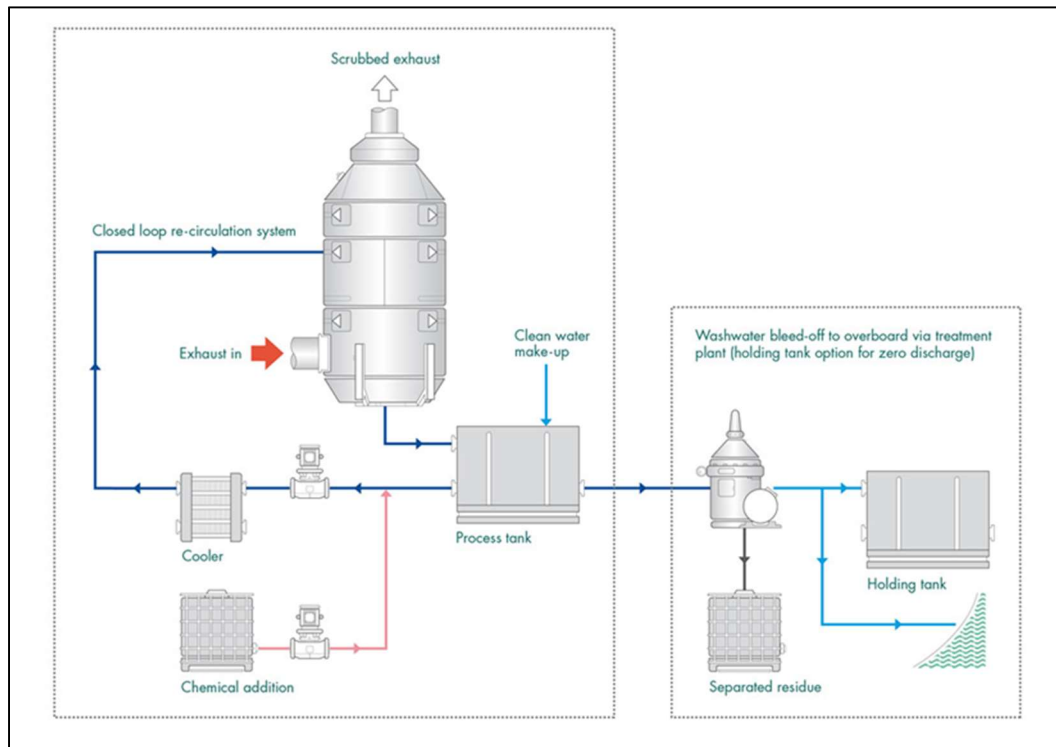 Scrubbed exhaust
Closed loop re-circulation system
Exhaust in
Clean water
make-up
Washwater bleed-off to overboard via treatment
plant (holding tank option for zero discharge)
Cooler
Process tank
Holding tank
Chemical addition
Separated residue